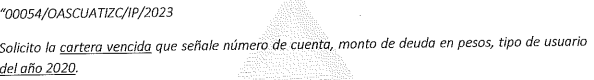 "00054/OASCUATIZC/IP/2023
Solicito la cartera vencida que señale número de cuenta, monto de deuda en pesos, tipo de usuario
del año 2020.